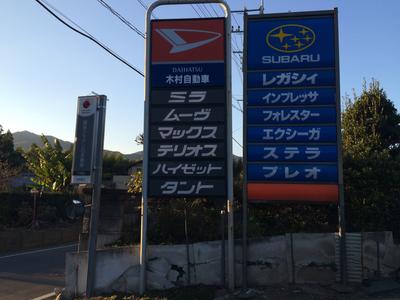 DAIHATSU
木村自動車
ミラ
ムーヴ
マックス
テリオス
ハイゼット
タント
SUBARU
レガシィ
インプレッサ
フォレスター
エクシーガ
ステラ
プレオ